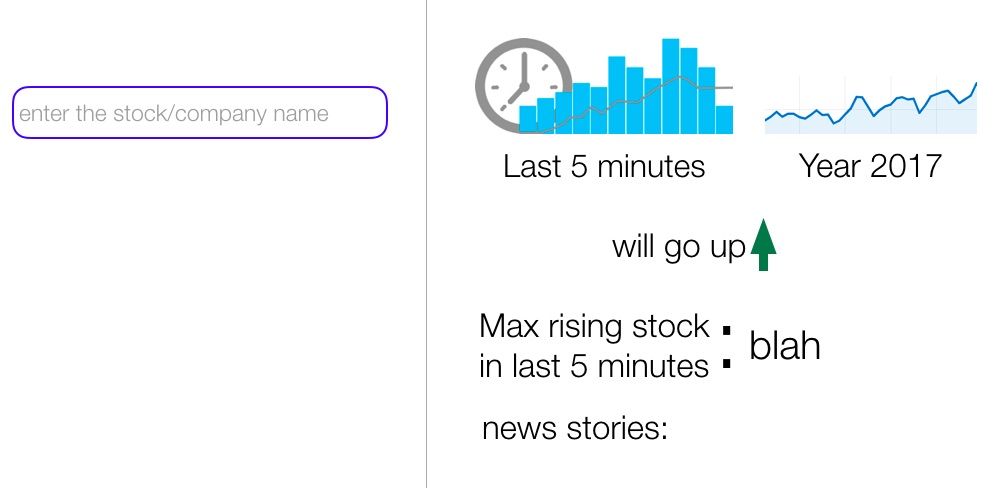 enter the stock/company name
Last 5 minutes
Year 2017
will go up
Max rising stock
in last 5 minutes : blah
news stories: